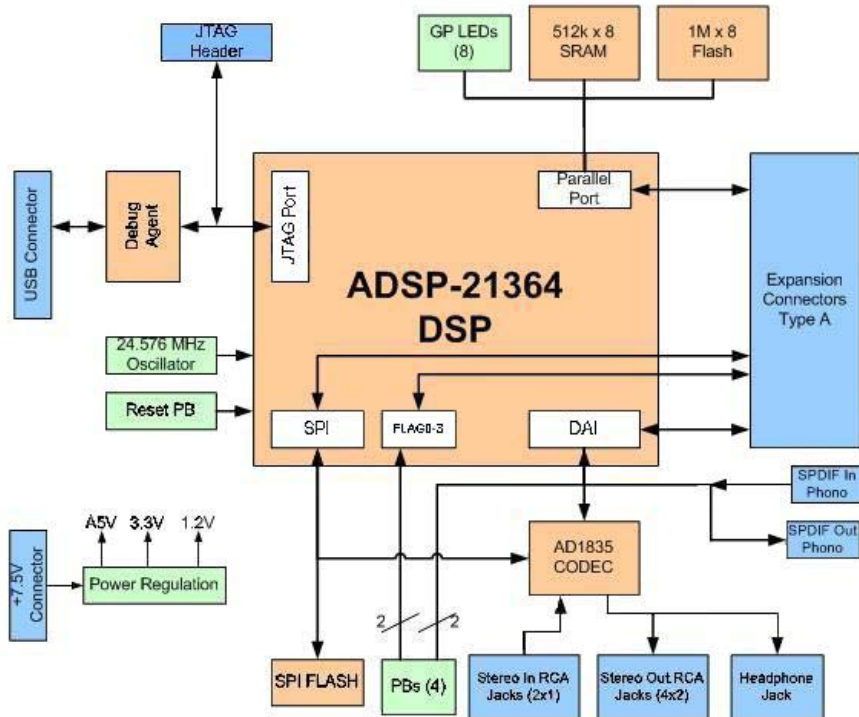 JTAG
Header
GP LEDs
(8)
512k x 8
SRAM
1M x 8
Flash
USB Connector
Debug
Agent
JTAG Port
Parallel
Port
ADSP-21364
DSP
Expansion
Connectors
Type A
24.576 MHz
Oscillator
Reset PB
SPI
FLAG0-3
DAI
SPDIF In
Phono
SPDIF Out
Phono
A5V
3.3V
1.2V
+7.5V
Connector
Power Regulation
AD1835
CODEC
2
2
SPI FLASH
PBs (4)
Stereo In RCA
Jacks (2x1)
Stereo Out RCA
Jacks (4x2)
Headphone
Jack